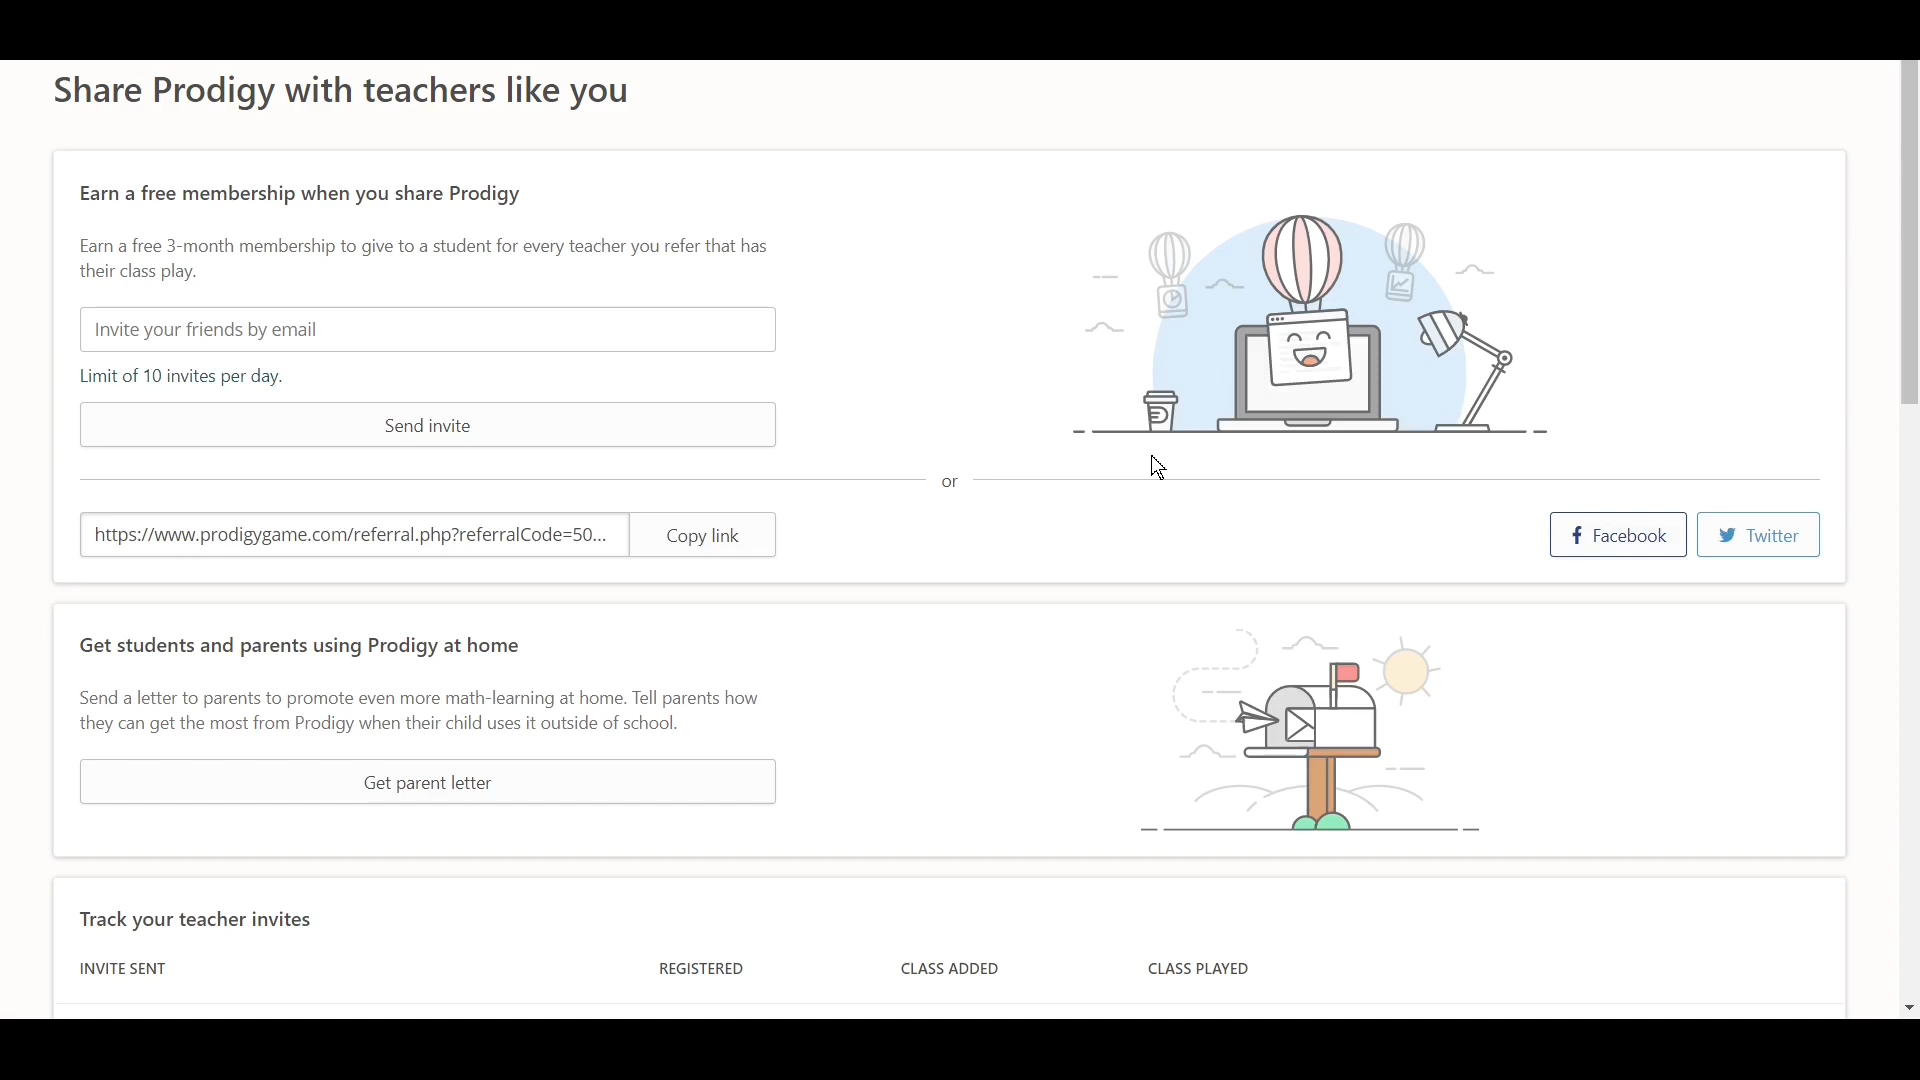 Share Prodigy with teachers like you
Earn a free membership when you share Prodigy
Earn a free 3-month membership to give to a student for every teacher you refer that has
their class play.
Invite your friends by email
Limit of 10 invites per day.
Send invite
or
https://www.prodigygame.com/referral.php?referralCode=50...
Copy link
Facebook
Twitter
Get students and parents using Prodigy at home
Send a letter to parents to promote even more math-learning at home. Tell parents how
they can get the most from Prodigy when their child uses it outside of school.
Get parent letter
Track your teacher invites
INVITE SENT REGISTERED CLASS ADDED CLASS PLAYED